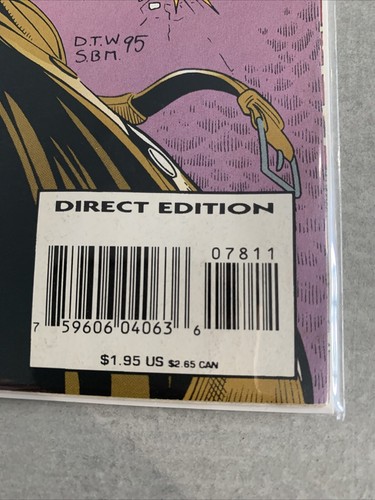 D.T.W 95
S.B.M.
DIRECT EDITION
07811
7 59606 04063 6
$1.95 US $2.65 CAN